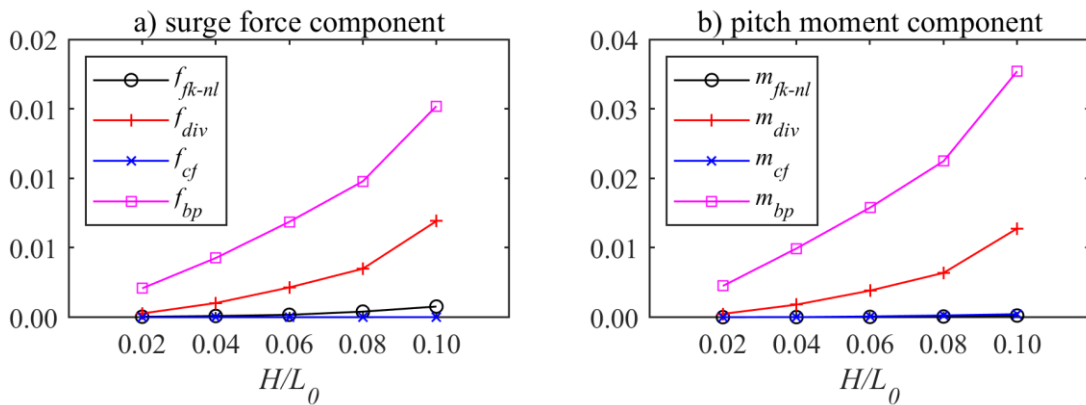 a) surge force component
0.02
0.01
0.01
0.01
0.00
f_fk-nl
f_div
f_cf
f_bp
0.02 0.04 0.06 0.08 0.10
H/L_0
b) pitch moment component
0.04
0.03
0.02
0.01
0.00
m_fk-nl
m_div
m_cf
m_bp
0.02 0.04 0.06 0.08 0.10
H/L_0